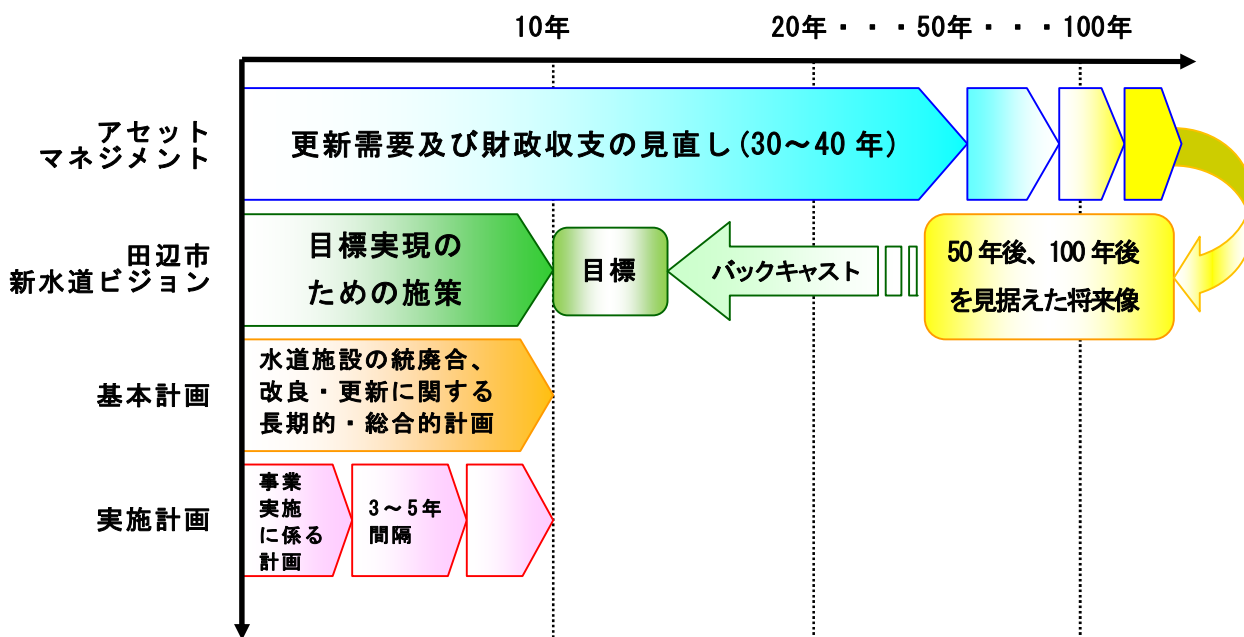 10年
20年・・・50年・・・100年
アセット
マネジメント
更新需要及び財政収支の見直し(30～40年)
田辺市
新水道ビジョン
目標実現の
ための施策
目標
バックキャスト
50年後、100年後
を見据えた将来像
基本計画
水道施設の統廃合、
改良・更新に関する
長期的・総合的計画
実施計画
事業
実施
に係る
計画
3～5年
間隔